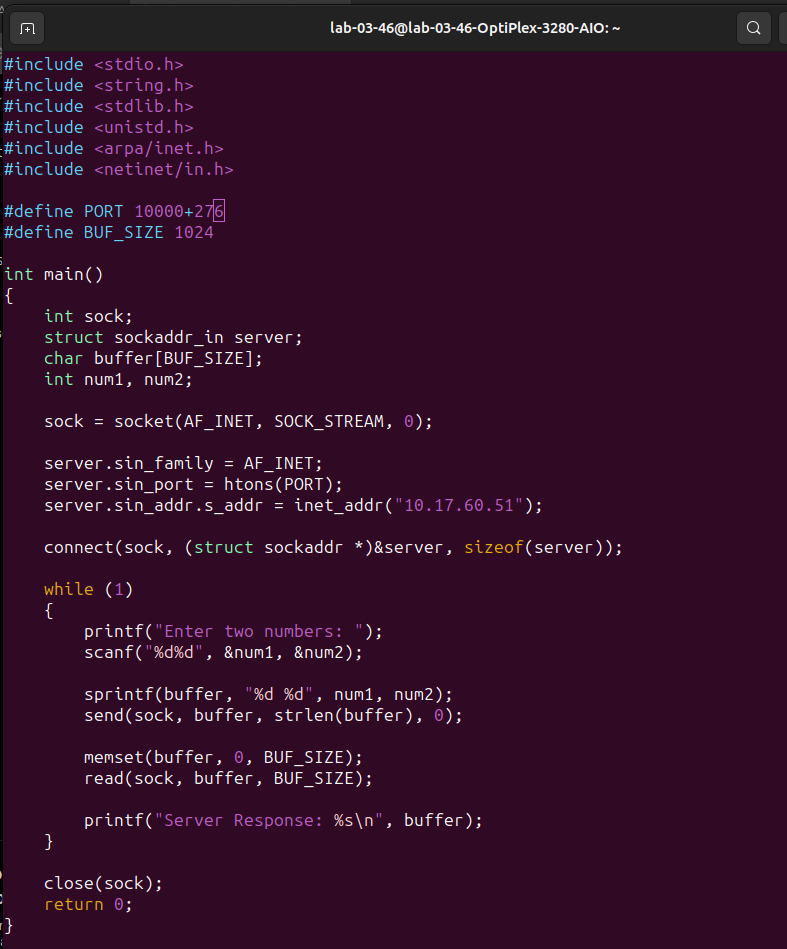 lab-03-46@lab-03-46-OptiPlex-3280-AIO: ~
#include <stdio.h>
#include <string.h>
#include <stdlib.h>
#include <unistd.h>
#include <arpa/inet.h>
#include <netinet/in.h>

#define PORT 10000+276
#define BUF_SIZE 1024

int main()
{
    int sock;
    struct sockaddr_in server;
    char buffer[BUF_SIZE];
    int num1, num2;

    sock = socket(AF_INET, SOCK_STREAM, 0);

    server.sin_family = AF_INET;
    server.sin_port = htons(PORT);
    server.sin_addr.s_addr = inet_addr("10.17.60.51");

    connect(sock, (struct sockaddr *)&server, sizeof(server));

    while (1)
    {
        printf("Enter two numbers: ");
        scanf("%d%d", &num1, &num2);

        sprintf(buffer, "%d %d", num1, num2);
        send(sock, buffer, strlen(buffer), 0);

        memset(buffer, 0, BUF_SIZE);
        read(sock, buffer, BUF_SIZE);

        printf("Server Response: %s\n", buffer);
    }

    close(sock);
    return 0;
}